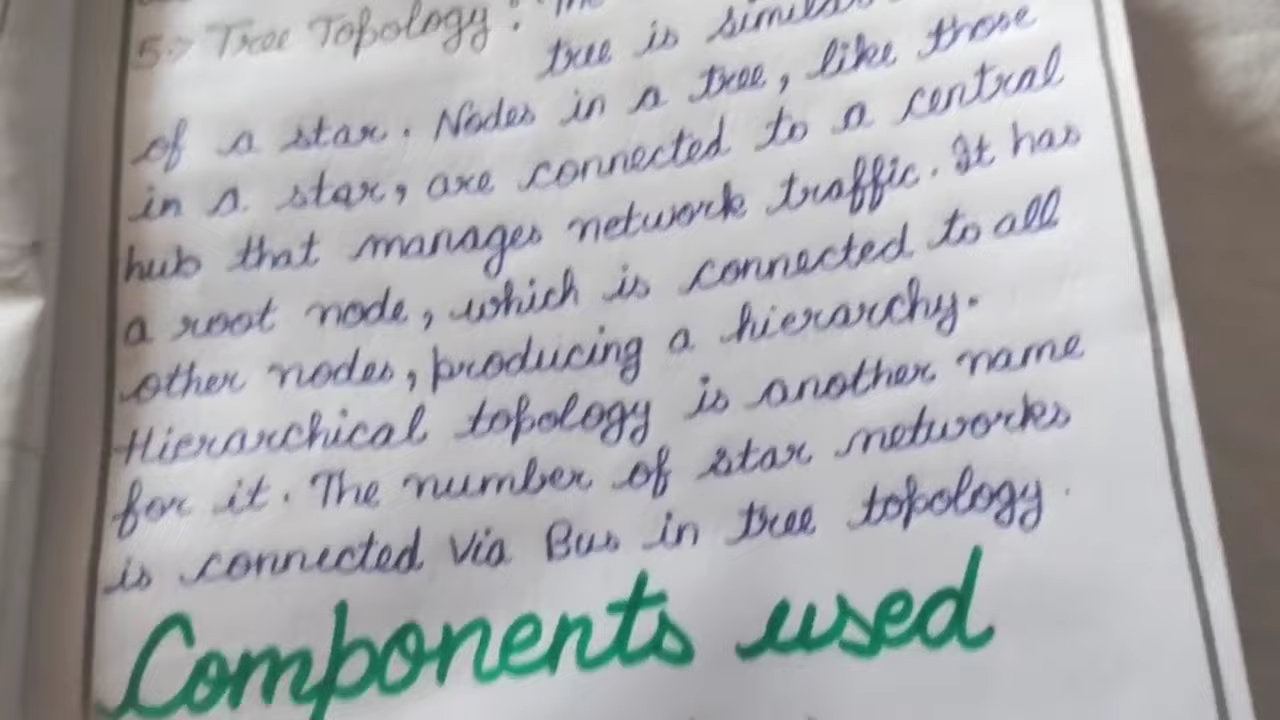 5.> Tree Topology : The
tree is similar
of a star. Nodes in a tree, like those
in a star, are connected to a central
hub that manages network traffic. It has
a root node, which is connected to all
other nodes, producing a hierarchy.
Hierarchical topology is another name
for it. The number of star networks
is connected via Bus in tree topology.
Components used